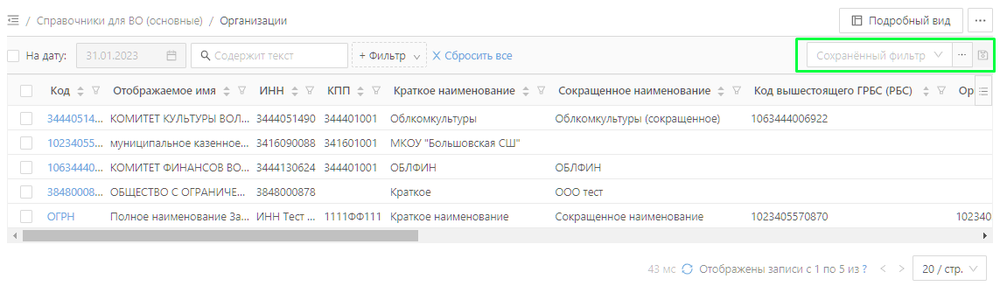 / Справочники для ВО (основные) / Организации Подробный вид ...
На дату: 31.01.2023 Содержит текст + Фильтр Сбросить все Сохранённый фильтр ...
Код Отображаемое имя ИНН КПП Краткое наименование Сокращенное наименование Код вышестоящего ГРБС (РБС) Орг
34440514... КОМИТЕТ КУЛЬТУРЫ ВОЛ... 3444051490 344401001 Облкомкультуры Облкомкультуры (сокращенное) 1063444006922
10234055... муниципальное казенное... 3416090088 341601001 МКОУ "Большовская СШ"
10634440... КОМИТЕТ ФИНАНСОВ ВО... 3444130624 344401001 ОБЛФИН ОБЛФИН
38480008... ОБЩЕСТВО С ОГРАНИЧЕ... 3848000878 Краткое ООО тест
ОГРН Полное наименование За... ИНН Тест ... 1111ФФ111 Краткое наименование Сокращенное наименование 1023405570870 102340
43 мс Отображены записи с 1 по 5 из ? < > 20 / стр.